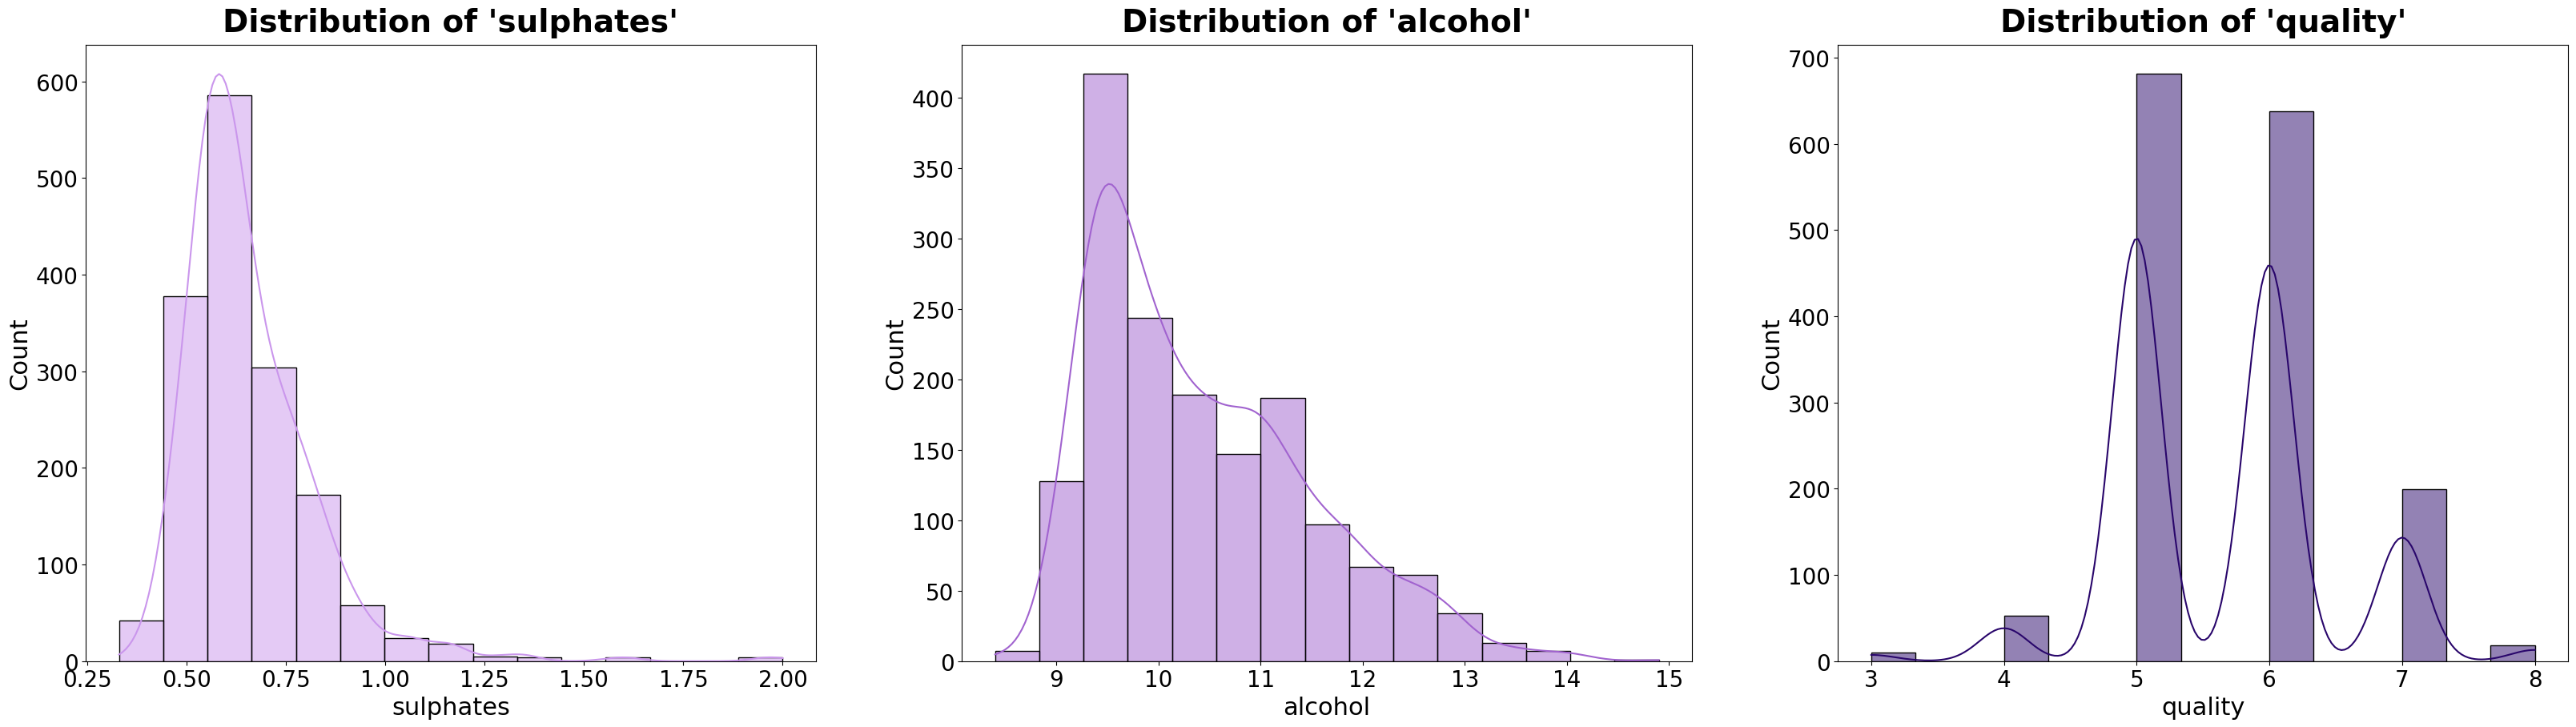 Distribution of 'sulphates'
600
500
400
300
200
100
0
Count
0.25 0.50 0.75 1.00 1.25 1.50 1.75 2.00
sulphates
Distribution of 'alcohol'
400
350
300
250
200
150
100
50
0
Count
9 10 11 12 13 14 15
alcohol
Distribution of 'quality'
700
600
500
400
300
200
100
0
Count
3 4 5 6 7 8
quality